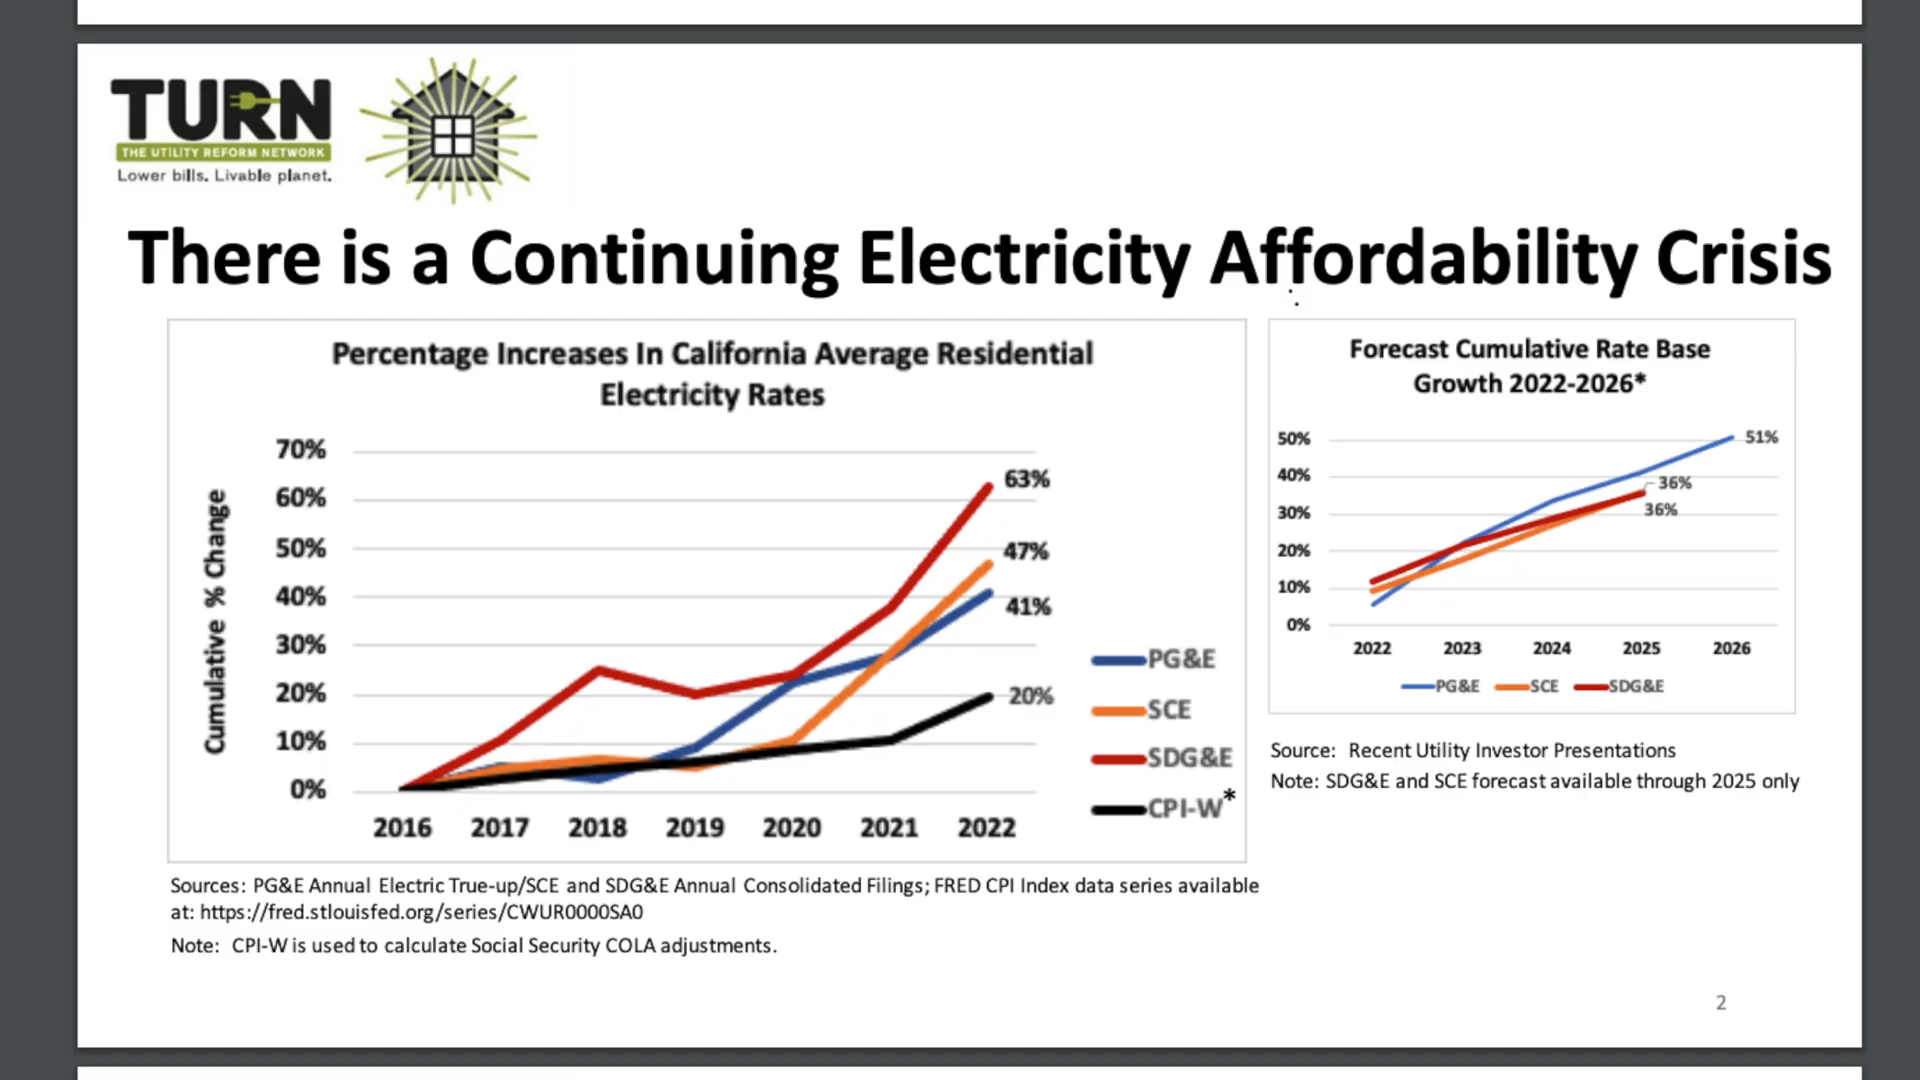 TURN
THE UTILITY REFORM NETWORK
Lower bills. Livable planet.
There is a Continuing Electricity Affordability Crisis
Percentage Increases In California Average Residential
Electricity Rates
Cumulative % Change
70%
60%
50%
40%
30%
20%
10%
0%
63%
47%
41%
20%
2016 2017 2018 2019 2020 2021 2022
PG&E
SCE
SDG&E
CPI-W*
Sources: PG&E Annual Electric True-up/SCE and SDG&E Annual Consolidated Filings; FRED CPI Index data series available
at: https://fred.stlouisfed.org/series/CWUR0000SA0
Note: CPI-W is used to calculate Social Security COLA adjustments.
Forecast Cumulative Rate Base
Growth 2022-2026*
50%
40%
30%
20%
10%
0%
51%
36%
36%
2022 2023 2024 2025 2026
PG&E SCE SDG&E
Source: Recent Utility Investor Presentations
Note: SDG&E and SCE forecast available through 2025 only
2